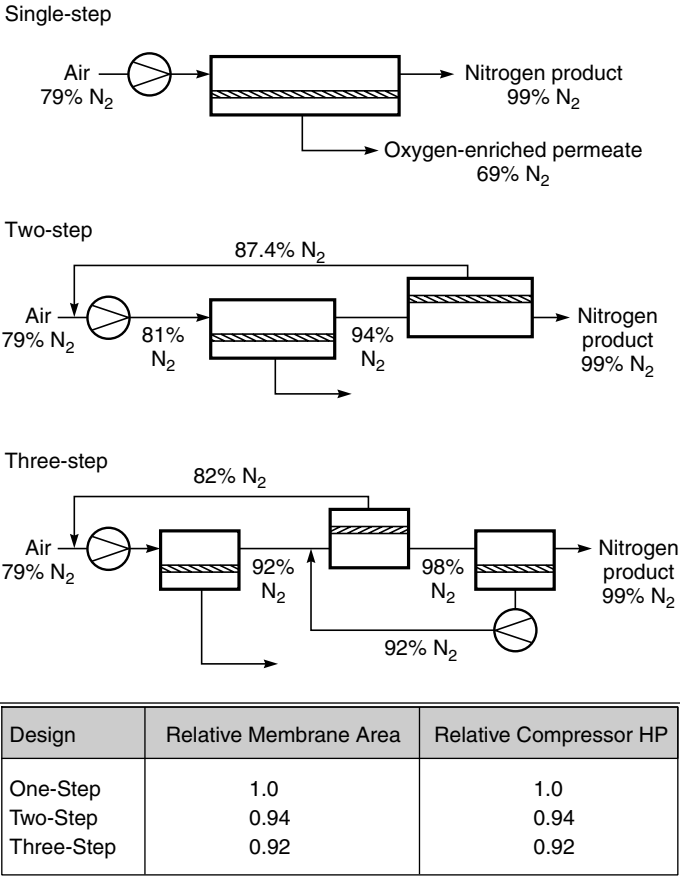 Single-step
Air
79% N₂
Nitrogen product
99% N₂
Oxygen-enriched permeate
69% N₂
Two-step
87.4% N₂
Air
79% N₂
81%
N₂
94%
N₂
Nitrogen
product
99% N₂
Three-step
82% N₂
Air
79% N₂
92%
N₂
98%
N₂
Nitrogen
product
99% N₂
92% N₂
Design Relative Membrane Area Relative Compressor HP
One-Step 1.0 1.0
Two-Step 0.94 0.94
Three-Step 0.92 0.92